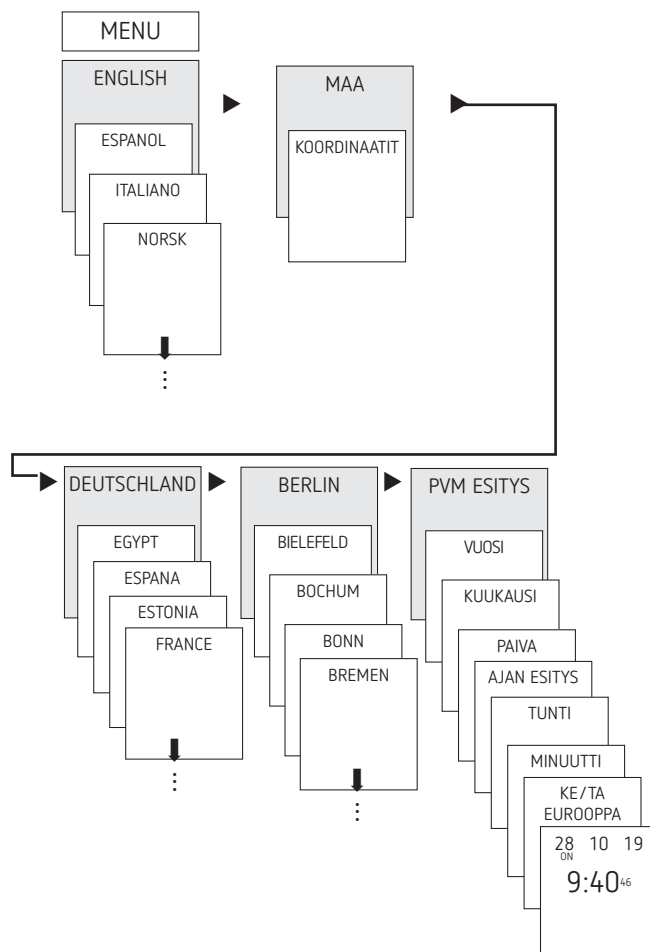 MENU
ENGLISH
ESPANOL
ITALIANO
NORSK
MAA
KOORDINAATIT
DEUTSCHLAND
EGYPT
ESPANA
ESTONIA
FRANCE
BERLIN
BIELEFELD
BOCHUM
BONN
BREMEN
PVM ESITYS
VUOSI
KUUKAUSI
PAIVA
AJAN ESITYS
TUNTI
MINUUTTI
KE/TA
EUROOPPA
28 10 19
ON
9:40 46